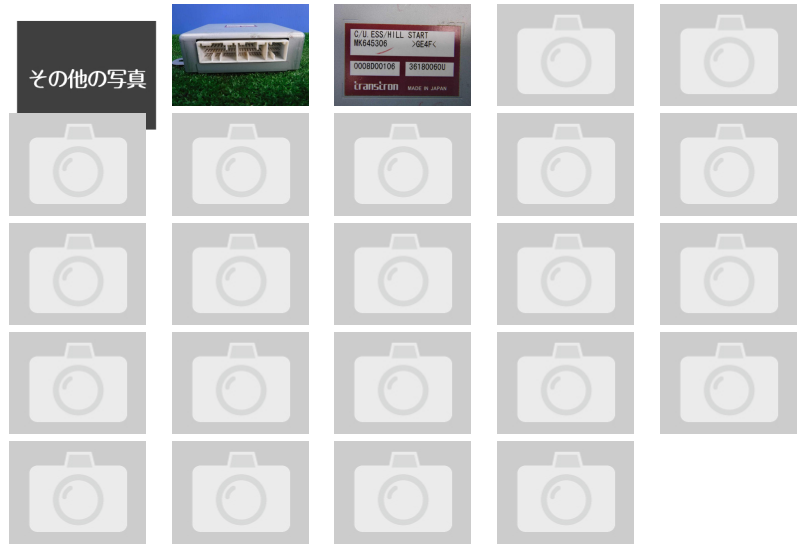 その他の写真
C/U. ESS/HILL START
MK645306 >GE4F<
0008D00106 36180060U
transtron MADE IN JAPAN